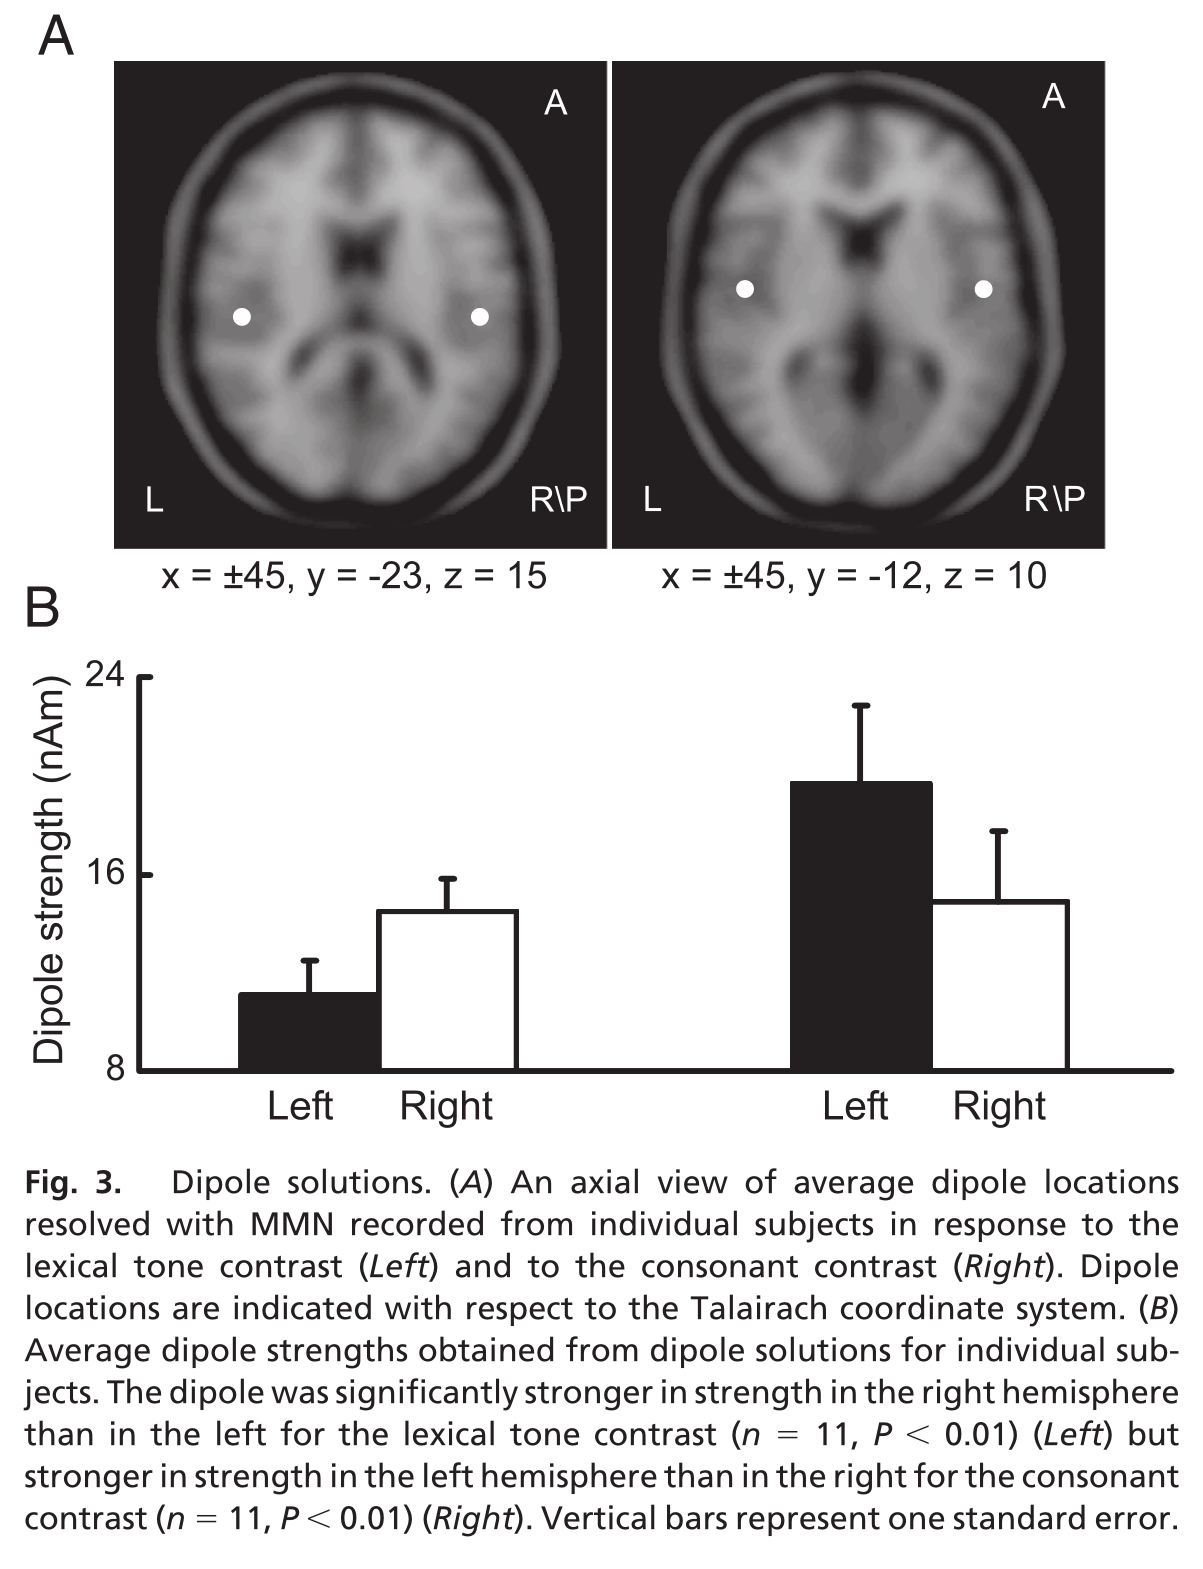 A
A
A
L
R\P
L
R\P
x = ±45, y = -23, z = 15
x = ±45, y = -12, z = 10
B
Dipole strength (nAm)
24
16
8
Left
Right
Left
Right
Fig. 3. Dipole solutions. (A) An axial view of average dipole locations
resolved with MMN recorded from individual subjects in response to the
lexical tone contrast (Left) and to the consonant contrast (Right). Dipole
locations are indicated with respect to the Talairach coordinate system. (B)
Average dipole strengths obtained from dipole solutions for individual sub-
jects. The dipole was significantly stronger in strength in the right hemisphere
than in the left for the lexical tone contrast (n = 11, P < 0.01) (Left) but
stronger in strength in the left hemisphere than in the right for the consonant
contrast (n = 11, P < 0.01) (Right). Vertical bars represent one standard error.